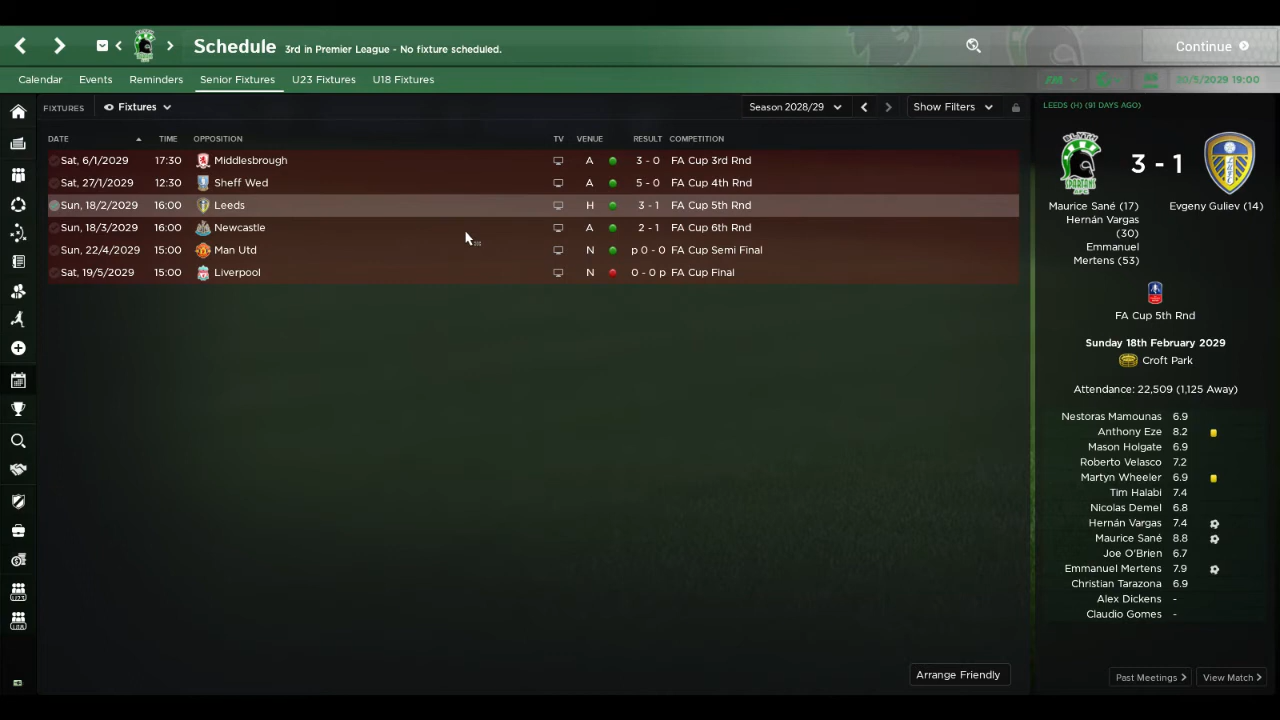 Schedule
3rd in Premier League - No fixture scheduled.
Continue
Calendar Events Reminders Senior Fixtures U23 Fixtures U18 Fixtures
30/5/2029 19:00
FIXTURES Fixtures Season 2028/29 Show Filters
DATE TIME OPPOSITION TV VENUE RESULT COMPETITION
Sat, 6/1/2029 17:30 Middlesbrough A 3 - 0 FA Cup 3rd Rnd
Sat, 27/1/2029 12:30 Sheff Wed A 5 - 0 FA Cup 4th Rnd
Sun, 18/2/2029 16:00 Leeds H 3 - 1 FA Cup 5th Rnd
Sun, 18/3/2029 16:00 Newcastle A 2 - 1 FA Cup 6th Rnd
Sun, 22/4/2029 15:00 Man Utd N p 0 - 0 FA Cup Semi Final
Sat, 19/5/2029 15:00 Liverpool N 0 - 0 p FA Cup Final
Arrange Friendly
LEEDS (H) (91 DAYS AGO)
3 - 1
Maurice Sané (17) Evgeny Guliev (14)
Hernán Vargas
(30)
Emmanuel
Mertens (53)
FA Cup 5th Rnd
Sunday 18th February 2029
Croft Park
Attendance: 22,509 (1,125 Away)
Nestoras Mamounas 6.9
Anthony Eze 8.2
Mason Holgate 6.9
Roberto Velasco 7.2
Martyn Wheeler 6.9
Tim Halabi 7.4
Nicolas Demel 6.8
Hernán Vargas 7.4
Maurice Sané 8.8
Joe O'Brien 6.7
Emmanuel Mertens 7.9
Christian Tarazona 6.9
Alex Dickens -
Claudio Gomes -
Past Meetings View Match